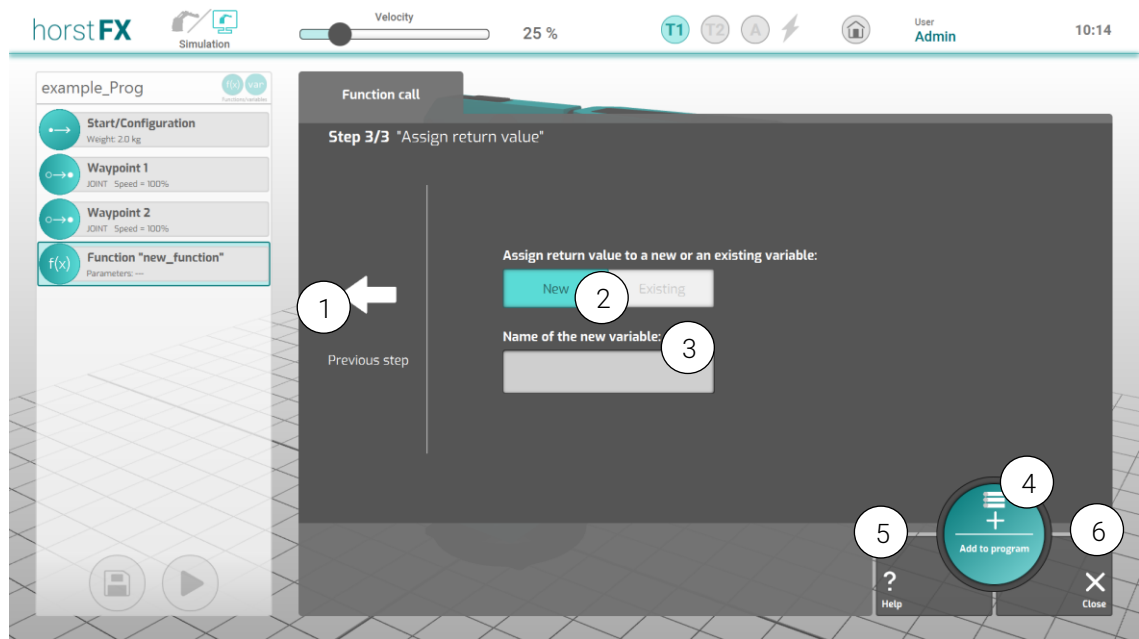 horstFX
Simulation
Velocity
25 %
T1
T2
A
User
Admin
10:14
example_Prog
f(x)
var
Functions/variables
Start/Configuration
Weight: 2.0 kg
Waypoint 1
JOINT Speed = 100%
Waypoint 2
JOINT Speed = 100%
f(x)
Function "new_function"
Parameters: ---
Function call
Step 3/3 "Assign return value"
1
Previous step
Assign return value to a new or an existing variable:
New
2
Existing
Name of the new variable:
3
4
Add to program
5
?
Help
6
Close